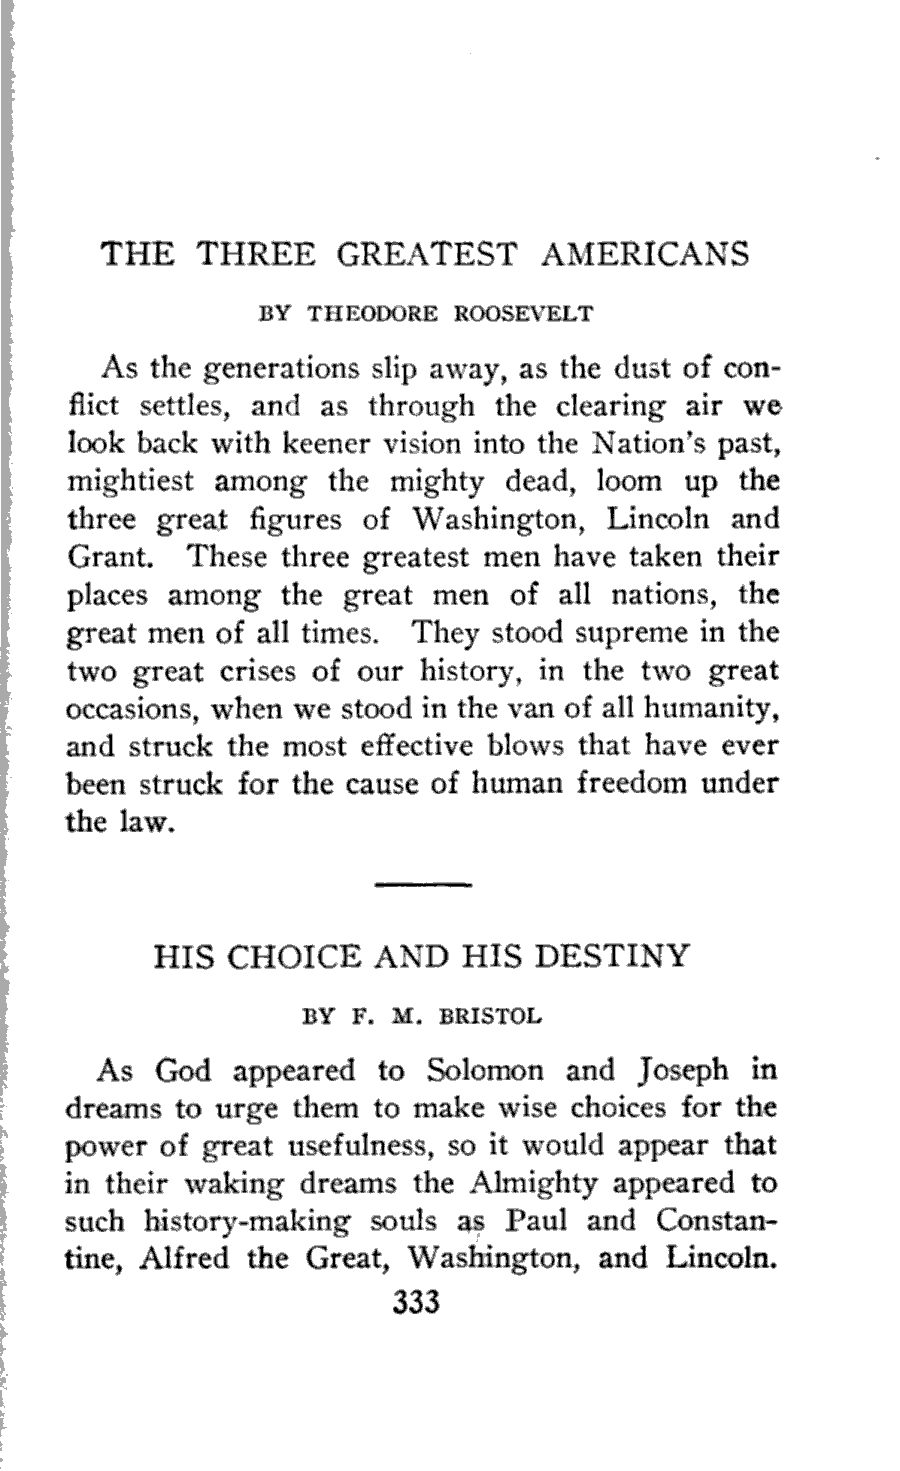 THE THREE GREATEST AMERICANS
BY THEODORE ROOSEVELT
As the generations slip away, as the dust of con-
flict settles, and as through the clearing air we
look back with keener vision into the Nation's past,
mightiest among the mighty dead, loom up the
three great figures of Washington, Lincoln and
Grant. These three greatest men have taken their
places among the great men of all nations, the
great men of all times. They stood supreme in the
two great crises of our history, in the two great
occasions, when we stood in the van of all humanity,
and struck the most effective blows that have ever
been struck for the cause of human freedom under
the law.
HIS CHOICE AND HIS DESTINY
BY F. M. BRISTOL
As God appeared to Solomon and Joseph in
dreams to urge them to make wise choices for the
power of great usefulness, so it would appear that
in their waking dreams the Almighty appeared to
such history-making souls as Paul and Constan-
tine, Alfred the Great, Washington, and Lincoln.
333